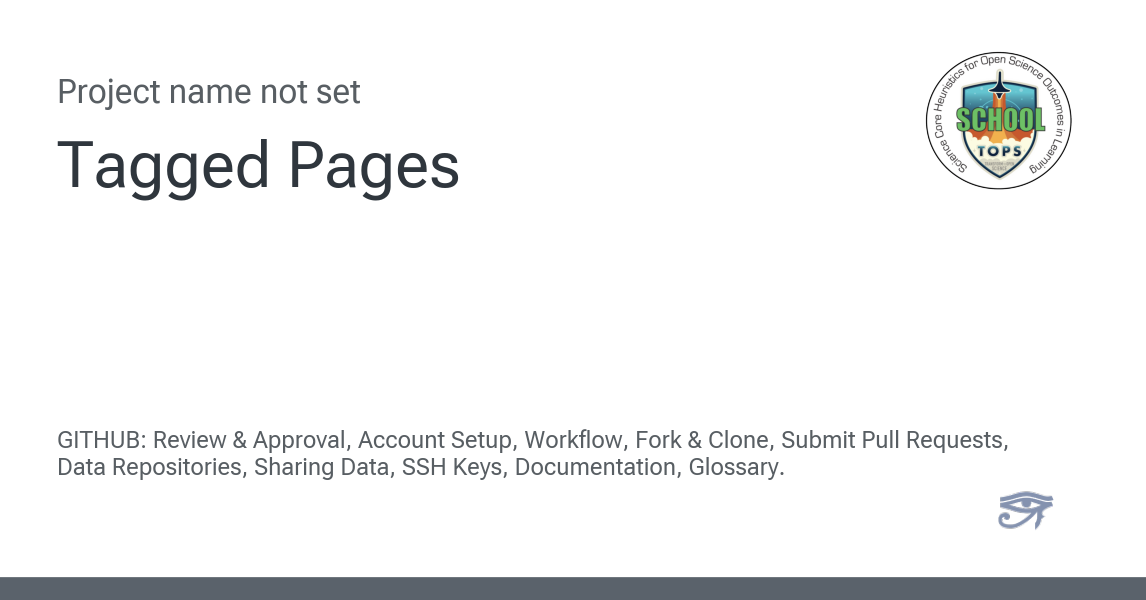 Project name not set
Tagged Pages
Science Core Heuristics for Open Science Outcomes in Learning
SCHOOL
TOPS
GITHUB: Review & Approval, Account Setup, Workflow, Fork & Clone, Submit Pull Requests,
Data Repositories, Sharing Data, SSH Keys, Documentation, Glossary.